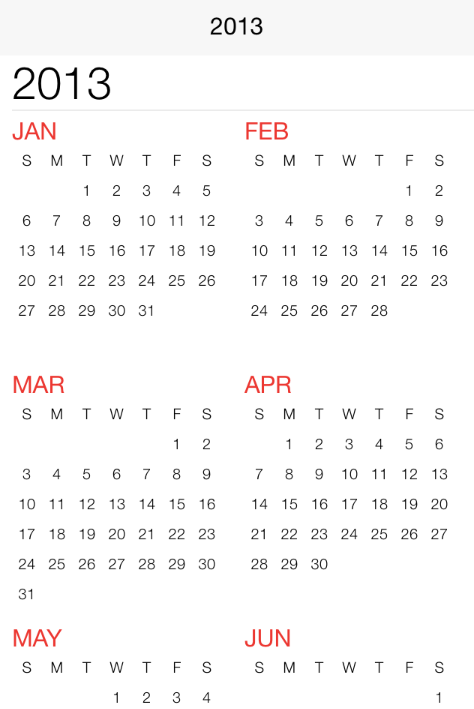 2013
2013
JAN
S M T W T F S
1 2 3 4 5
6 7 8 9 10 11 12
13 14 15 16 17 18 19
20 21 22 23 24 25 26
27 28 29 30 31
FEB
S M T W T F S
1 2
3 4 5 6 7 8 9
10 11 12 13 14 15 16
17 18 19 20 21 22 23
24 25 26 27 28
MAR
S M T W T F S
1 2
3 4 5 6 7 8 9
10 11 12 13 14 15 16
17 18 19 20 21 22 23
24 25 26 27 28 29 30
31
APR
S M T W T F S
1 2 3 4 5 6
7 8 9 10 11 12 13
14 15 16 17 18 19 20
21 22 23 24 25 26 27
28 29 30
MAY
S M T W T F S
1 2 3 4
JUN
S M T W T F S
1